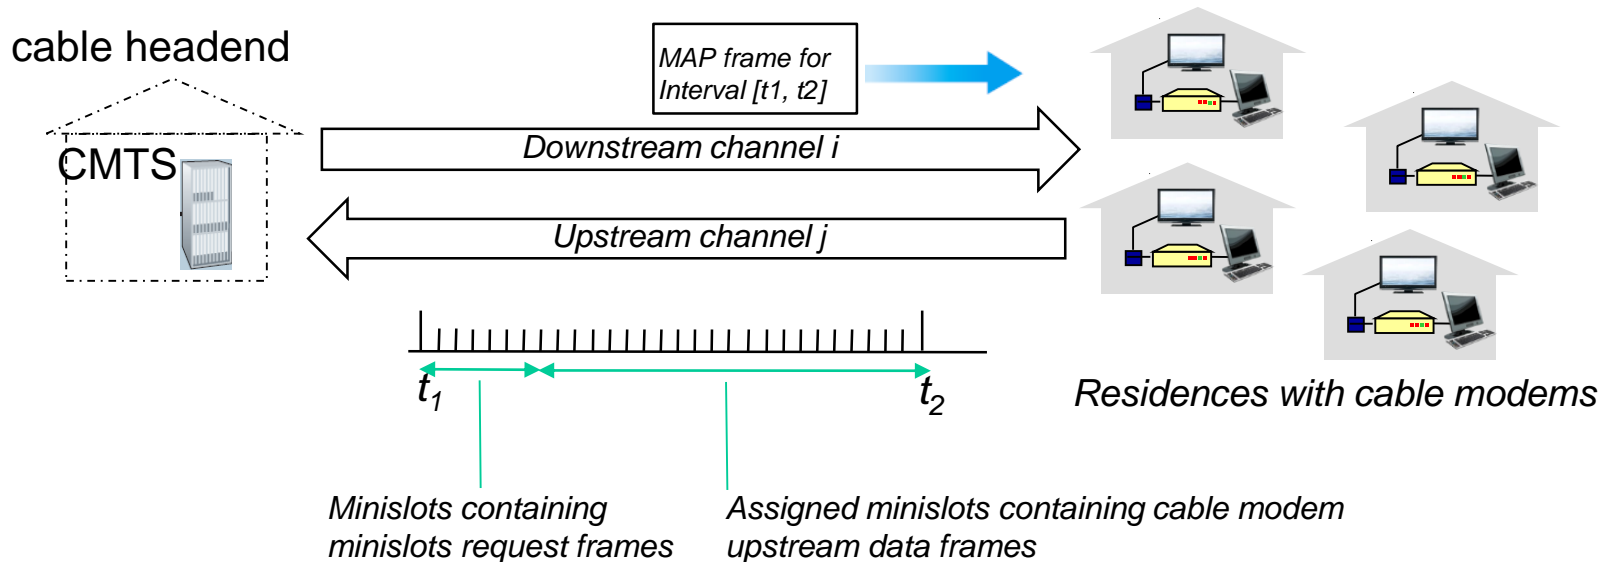 cable headend
MAP frame for
Interval [t1, t2]
Downstream channel i
CMTS
Upstream channel j
t1
t2
Residences with cable modems
Minislots containing
minislots request frames
Assigned minislots containing cable modem
upstream data frames